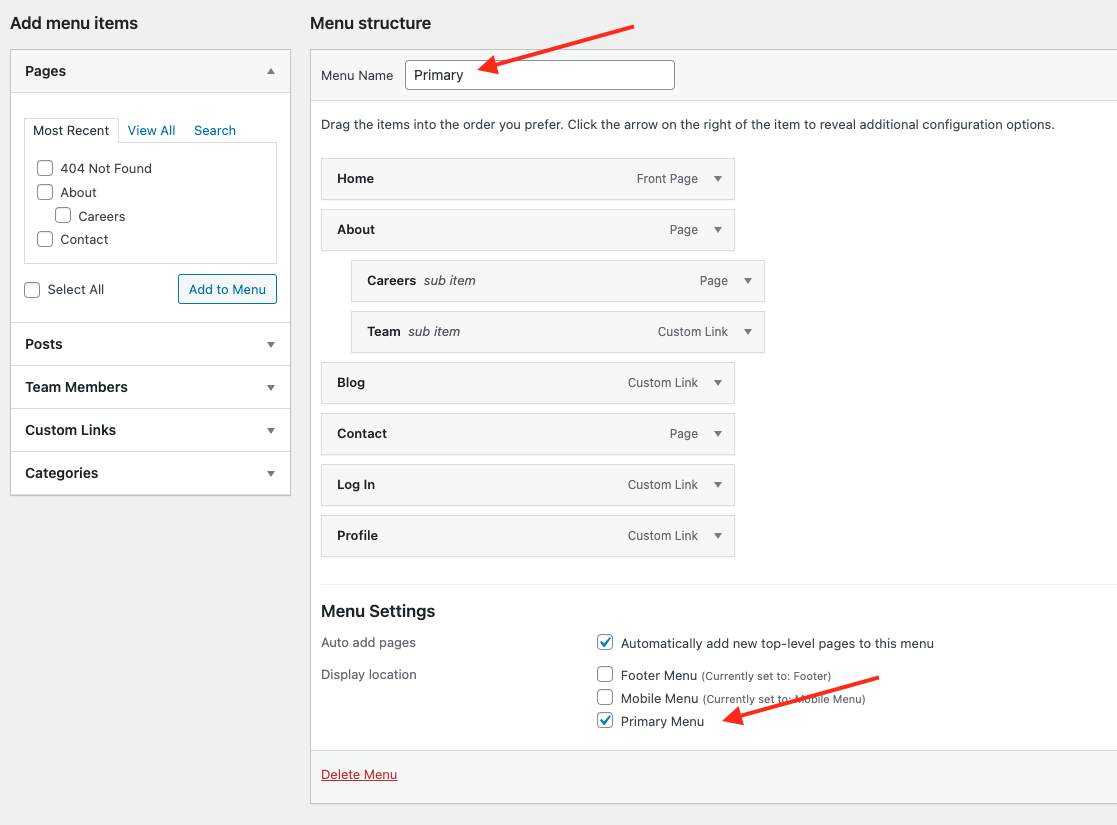 Add menu items
Pages
Most Recent View All Search
404 Not Found
About
Careers
Contact
Select All Add to Menu
Posts
Team Members
Custom Links
Categories
Menu structure
Menu Name Primary
Drag the items into the order you prefer. Click the arrow on the right of the item to reveal additional configuration options.
Home Front Page
About Page
Careers sub item Page
Team sub item Custom Link
Blog Custom Link
Contact Page
Log In Custom Link
Profile Custom Link
Menu Settings
Auto add pages Automatically add new top-level pages to this menu
Display location Footer Menu (Currently set to: Footer)
Mobile Menu (Currently set to: Mobile Menu)
Primary Menu
Delete Menu